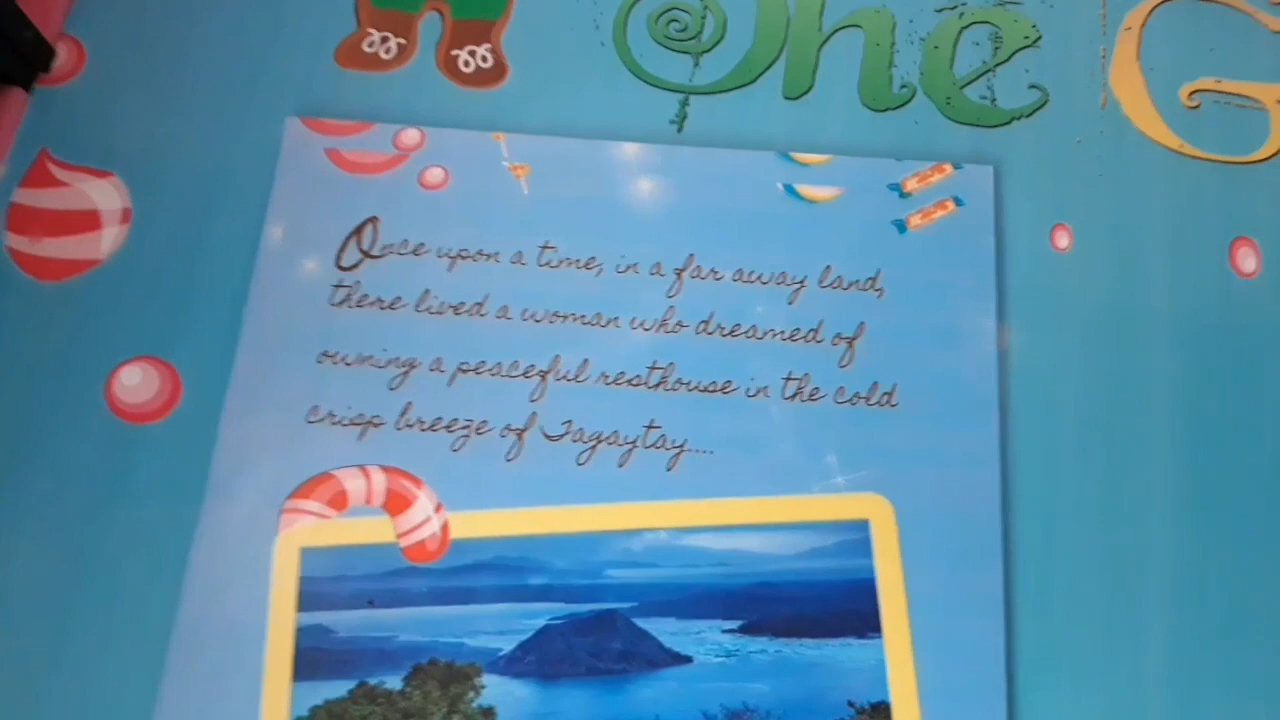 The G
Once upon a time, in a far away land,
there lived a woman who dreamed of
owning a peaceful resthouse in the cold
crisp breeze of Tagaytay....